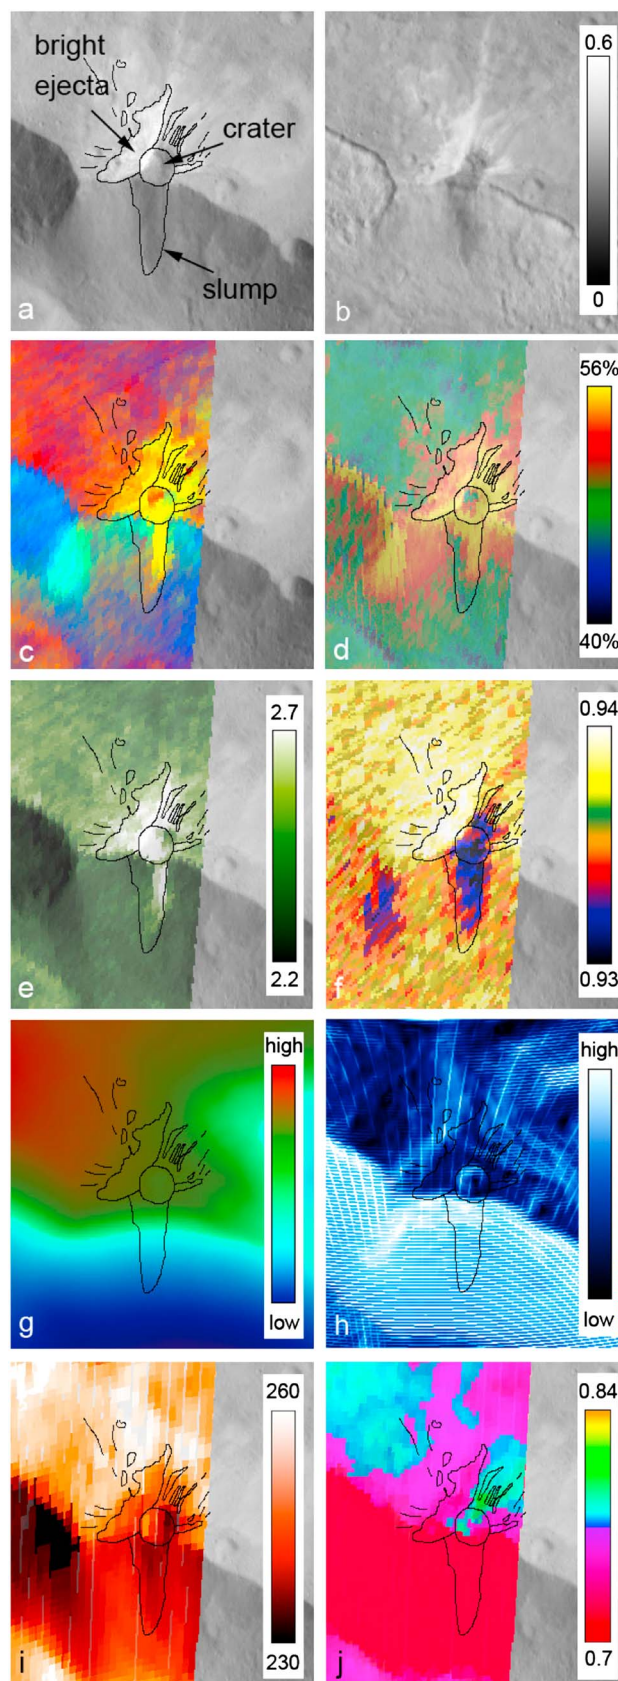 bright
ejecta
crater
slump
a
0.6
0
b
c
56%
40%
d
2.7
2.2
e
0.94
0.93
f
high
low
g
high
low
h
260
230
i
0.84
0.7
j